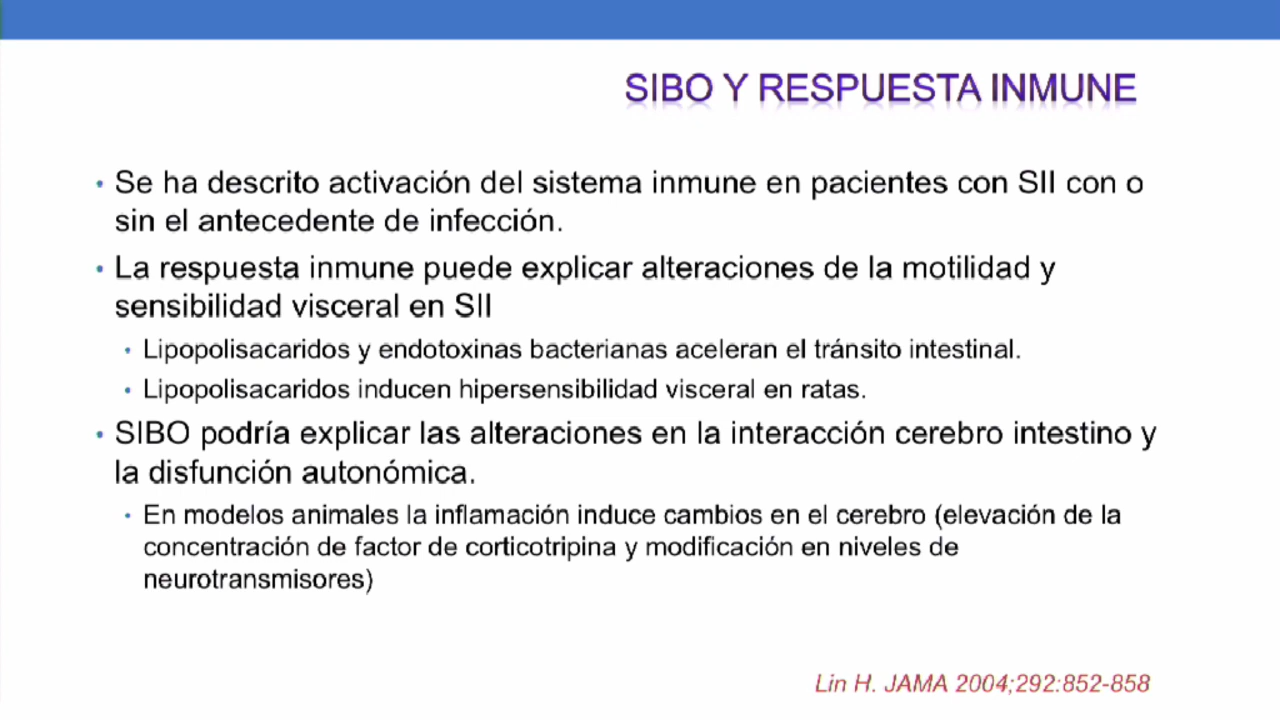 SIBO Y RESPUESTA INMUNE
• Se ha descrito activación del sistema inmune en pacientes con SII con o
sin el antecedente de infección.
• La respuesta inmune puede explicar alteraciones de la motilidad y
sensibilidad visceral en SII
• Lipopolisacaridos y endotoxinas bacterianas aceleran el tránsito intestinal.
• Lipopolisacaridos inducen hipersensibilidad visceral en ratas.
• SIBO podría explicar las alteraciones en la interacción cerebro intestino y
la disfunción autonómica.
• En modelos animales la inflamación induce cambios en el cerebro (elevación de la
concentración de factor de corticotripina y modificación en niveles de
neurotransmisores)
Lin H. JAMA 2004;292:852-858